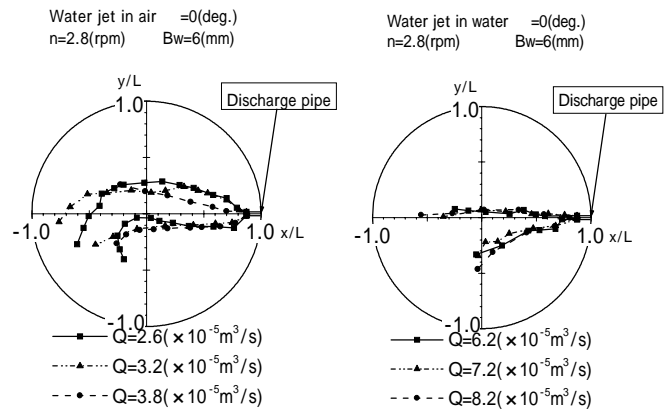 Water jet in air =0(deg.)
n=2.8(rpm) Bw=6(mm)
y/L
1.0
Discharge pipe
-1.0
1.0 x/L
-1.0
Q=2.6(×10-5m3/s)
Q=3.2(×10-5m3/s)
Q=3.8(×10-5m3/s)
Water jet in water =0(deg.)
n=2.8(rpm) Bw=6(mm)
y/L
1.0
Discharge pipe
-1.0
1.0
x/L
-1.0
Q=6.2(×10-5m3/s)
Q=7.2(×10-5m3/s)
Q=8.2(×10-5m3/s)